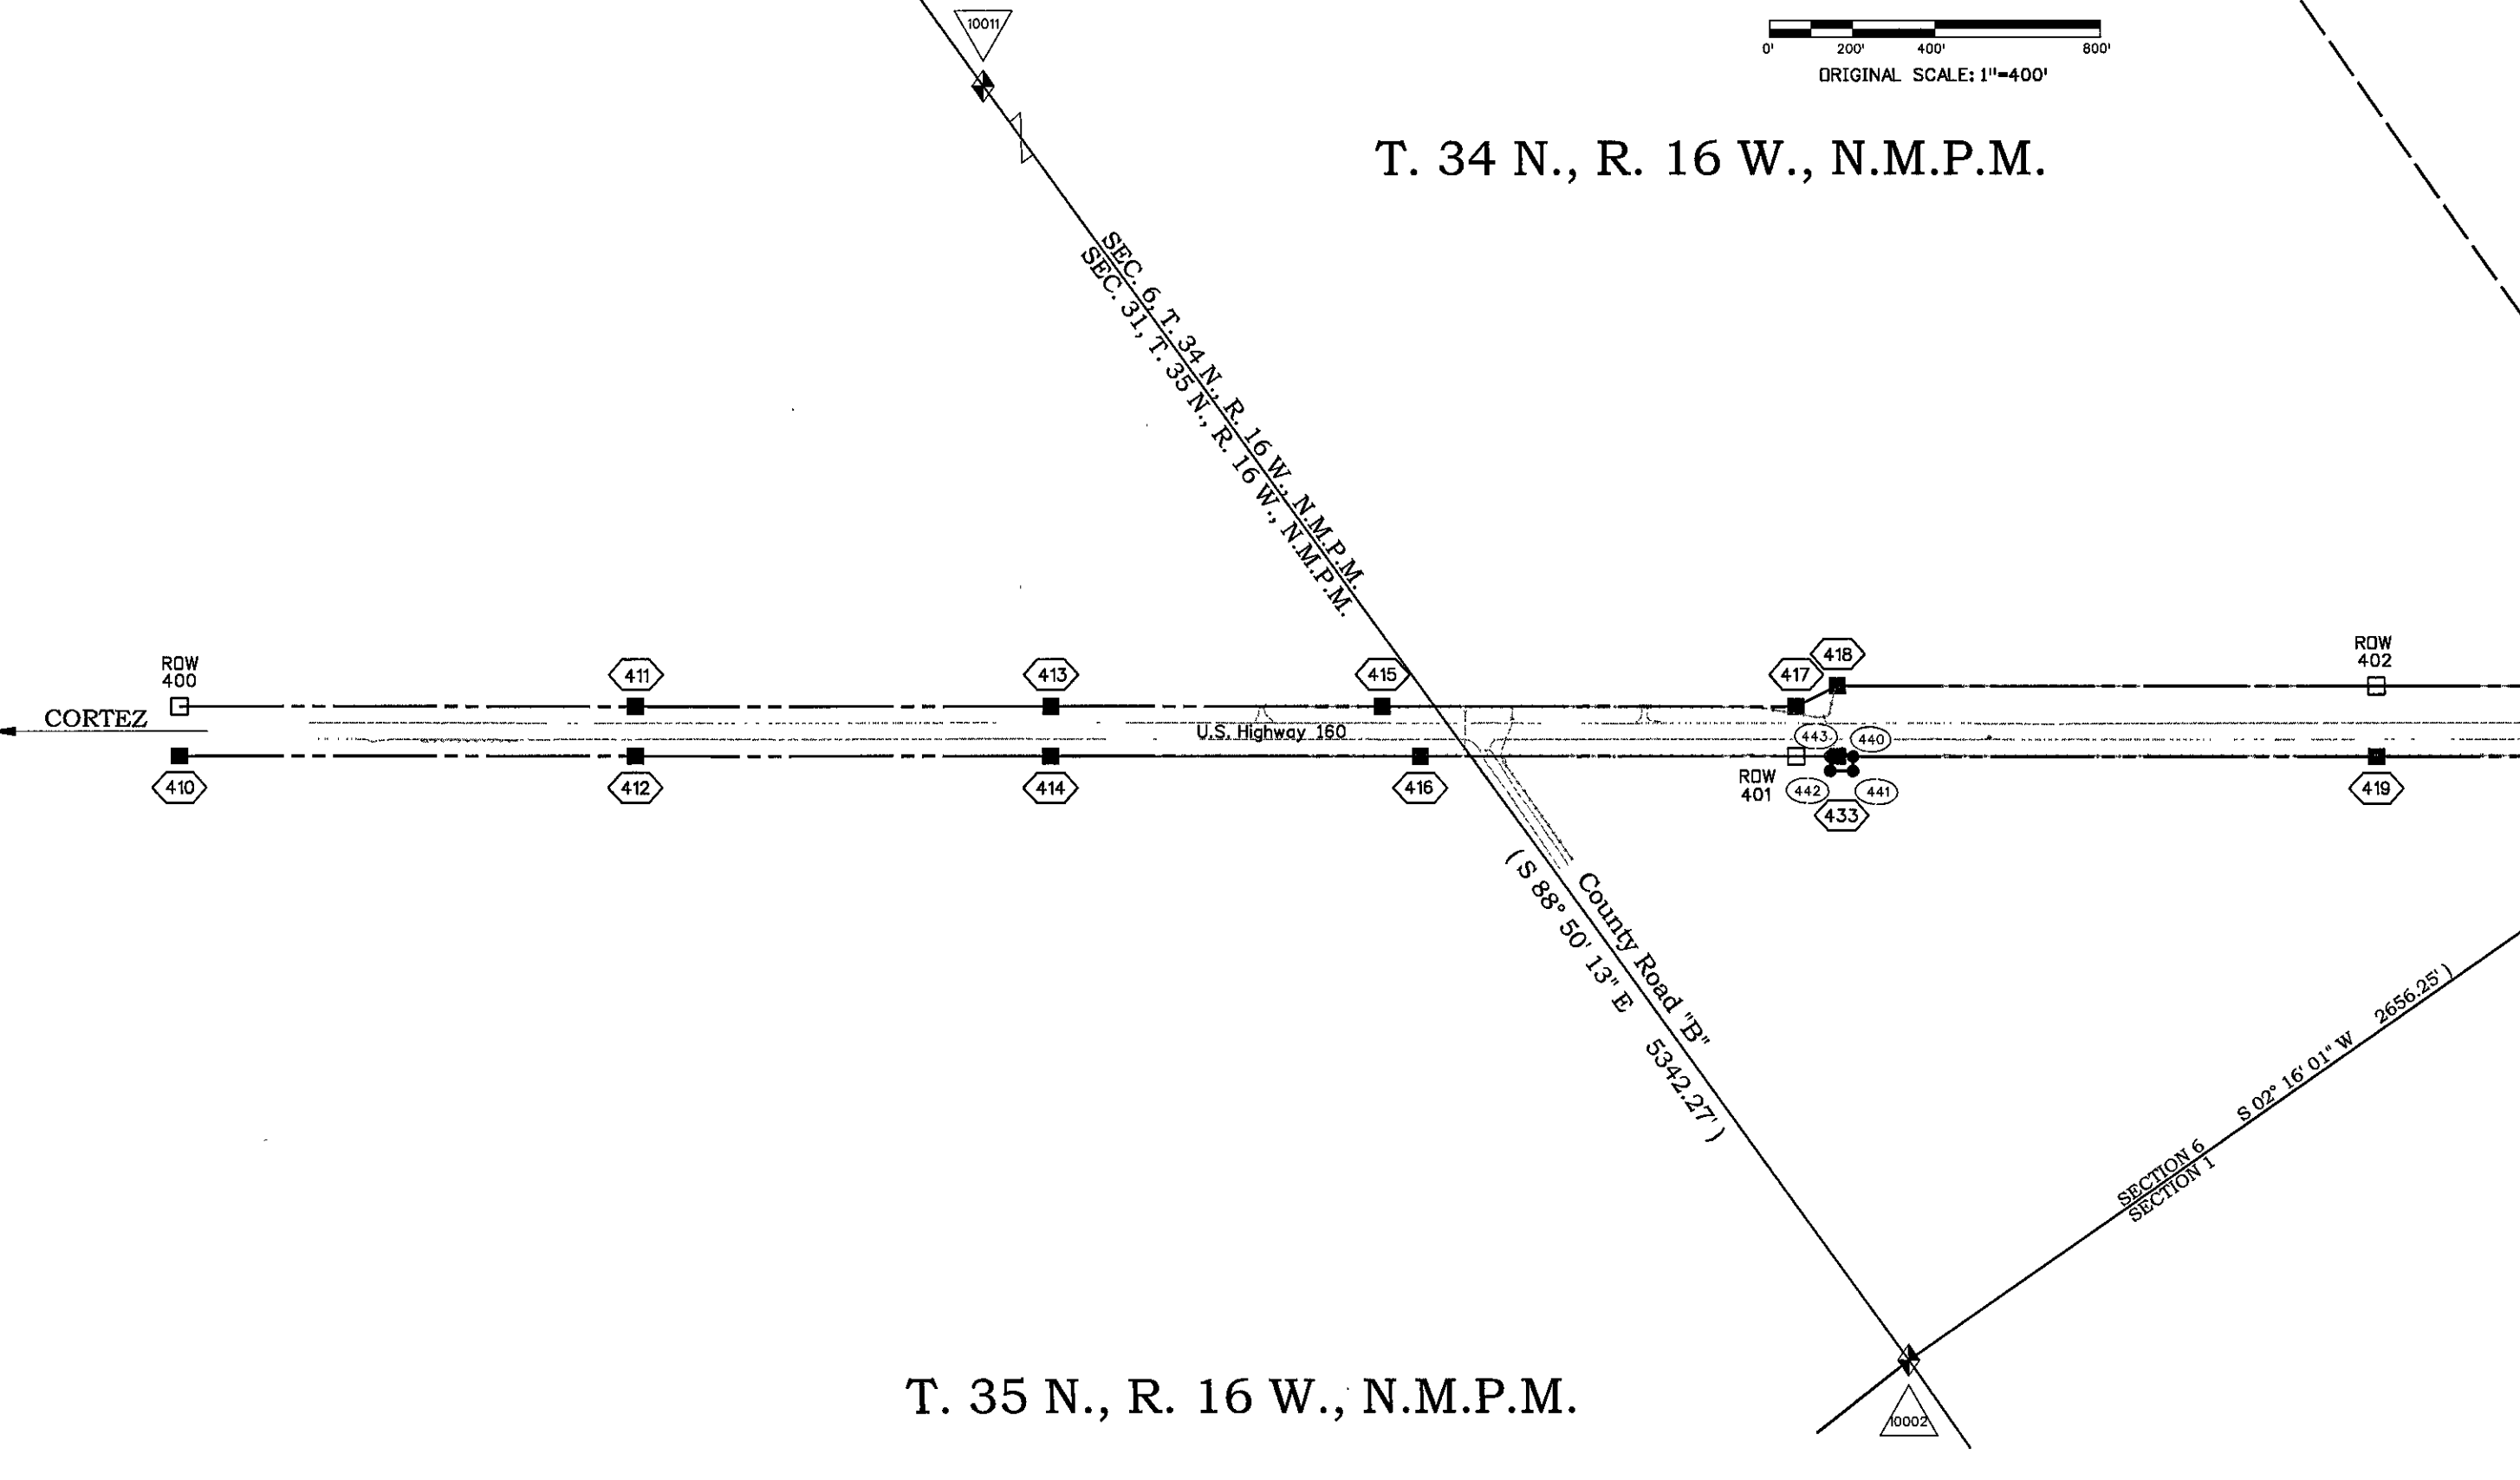 10011
0' 200' 400' 800'
ORIGINAL SCALE: 1"=400'
T. 34 N., R. 16 W., N.M.P.M.
SEC. 6, T. 34 N., R. 16 W., N.M.P.M.
SEC. 31, T. 35 N., R. 16 W., N.M.P.M.
ROW
400
411
413
415
417
418
ROW
402
CORTEZ
U.S. Highway 160
443
440
410
412
414
416
ROW
401
442
441
433
419
County Road "B"
( S 88° 50' 13" E 5342.27' )
S 02° 16' 01" W 2656.25' )
SECTION 6
SECTION 1
T. 35 N., R. 16 W., N.M.P.M.
10002